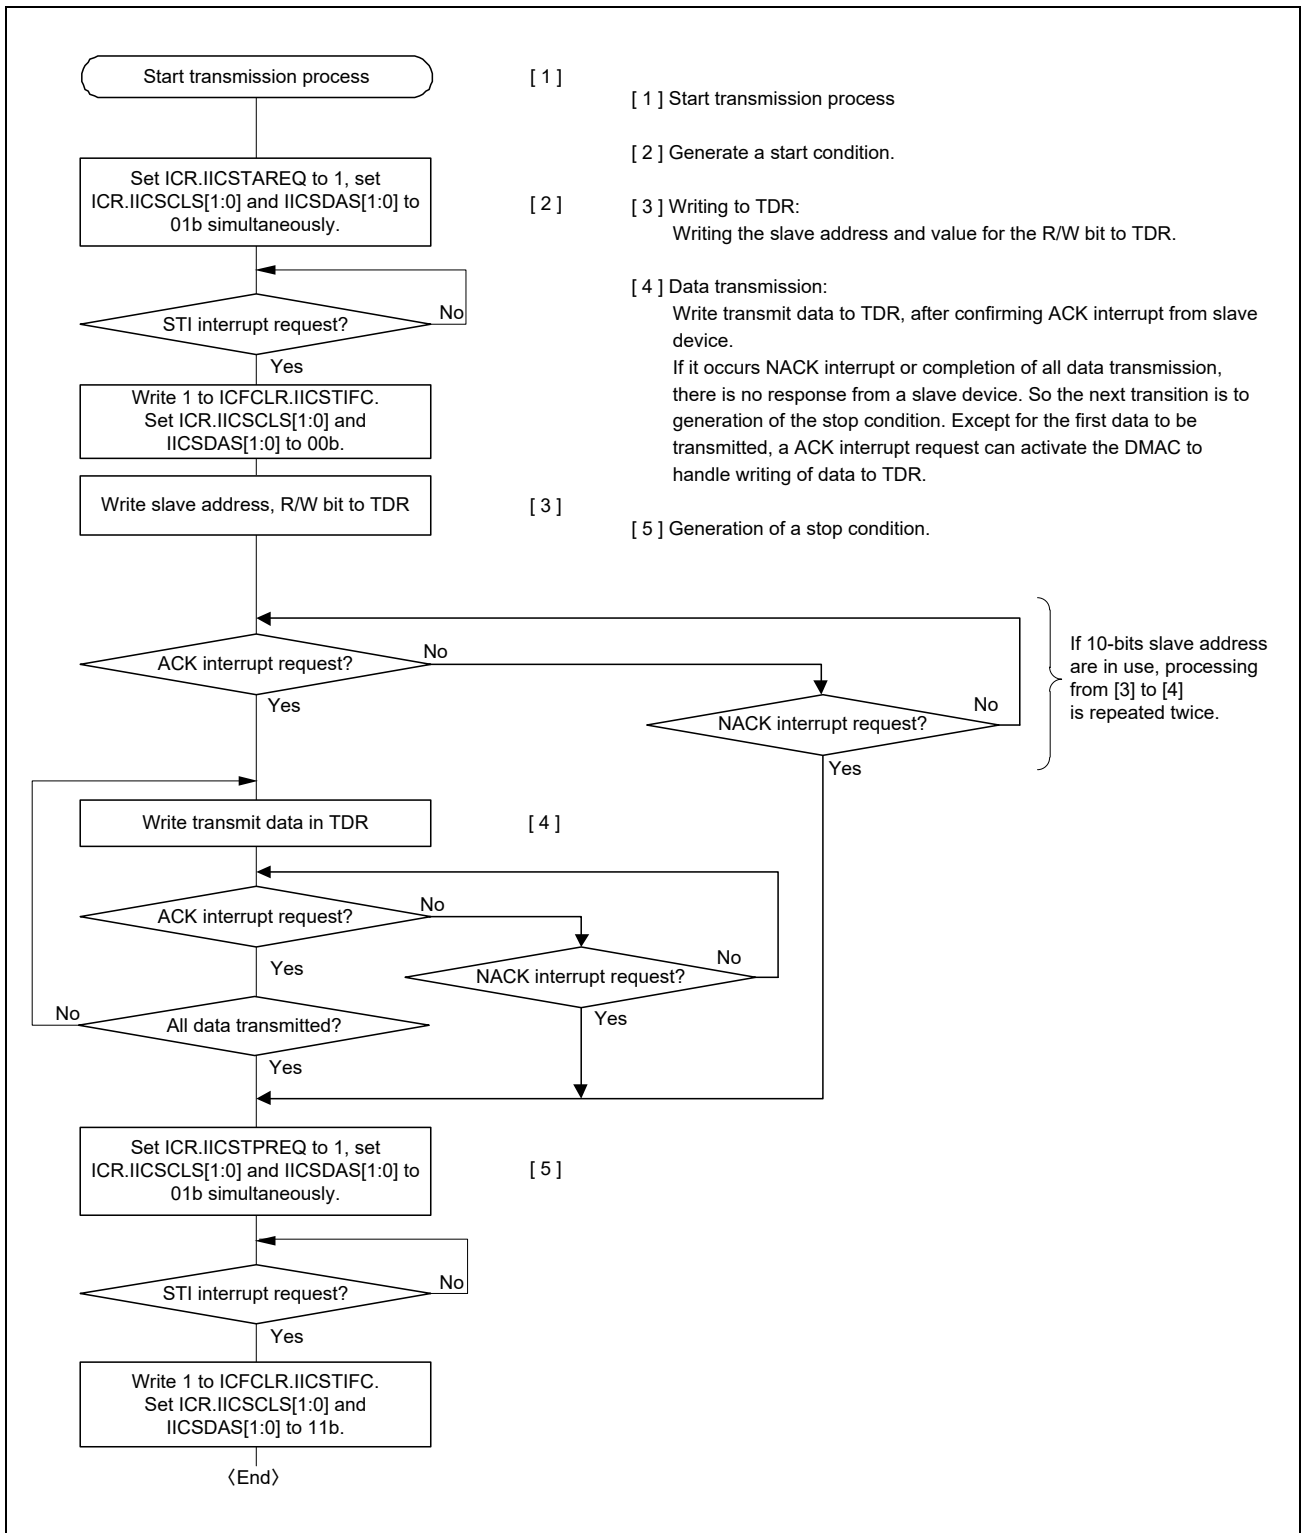 Start transmission process
[ 1 ]
[ 1 ] Start transmission process
[ 2 ] Generate a start condition.
Set ICR.IICSTAREQ to 1, set
ICR.IICSCLS[1:0] and IICSDAS[1:0] to
01b simultaneously.
[ 2 ]
[ 3 ] Writing to TDR:
Writing the slave address and value for the R/W bit to TDR.
[ 4 ] Data transmission:
Write transmit data to TDR, after confirming ACK interrupt from slave
device.
If it occurs NACK interrupt or completion of all data transmission,
there is no response from a slave device. So the next transition is to
generation of the stop condition. Except for the first data to be
transmitted, a ACK interrupt request can activate the DMAC to
handle writing of data to TDR.
[ 5 ] Generation of a stop condition.
STI interrupt request?
No
Yes
Write 1 to ICFCLR.IICSTIFC.
Set ICR.IICSCLS[1:0] and
IICSDAS[1:0] to 00b.
Write slave address, R/W bit to TDR
[ 3 ]
ACK interrupt request?
No
Yes
NACK interrupt request?
No
Yes
If 10-bits slave address
are in use, processing
from [3] to [4]
is repeated twice.
Write transmit data in TDR
[ 4 ]
ACK interrupt request?
No
Yes
NACK interrupt request?
No
Yes
All data transmitted?
No
Yes
Set ICR.IICSTPREQ to 1, set
ICR.IICSCLS[1:0] and IICSDAS[1:0] to
01b simultaneously.
[ 5 ]
STI interrupt request?
No
Yes
Write 1 to ICFCLR.IICSTIFC.
Set ICR.IICSCLS[1:0] and
IICSDAS[1:0] to 11b.
〈End〉